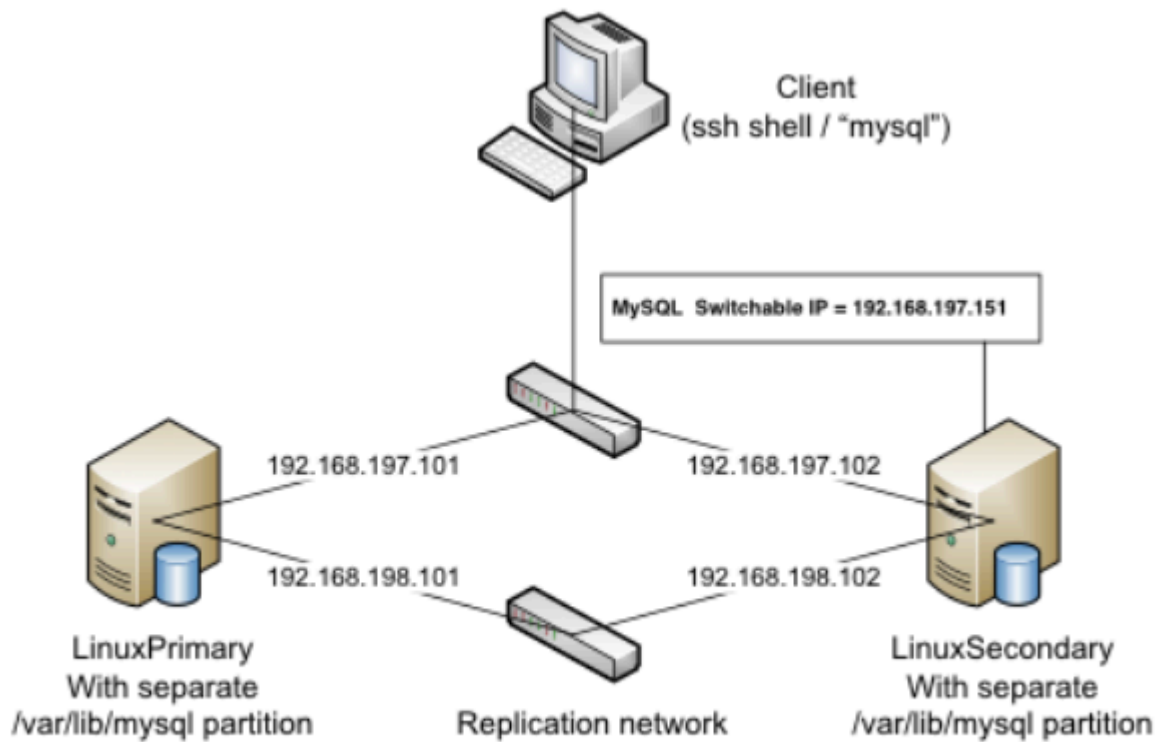 Client
(ssh shell / “mysql”)
MySQL Switchable IP = 192.168.197.151
192.168.197.101
192.168.197.102
192.168.198.101
192.168.198.102
LinuxPrimary
With separate
/var/lib/mysql partition
Replication network
LinuxSecondary
With separate
/var/lib/mysql partition